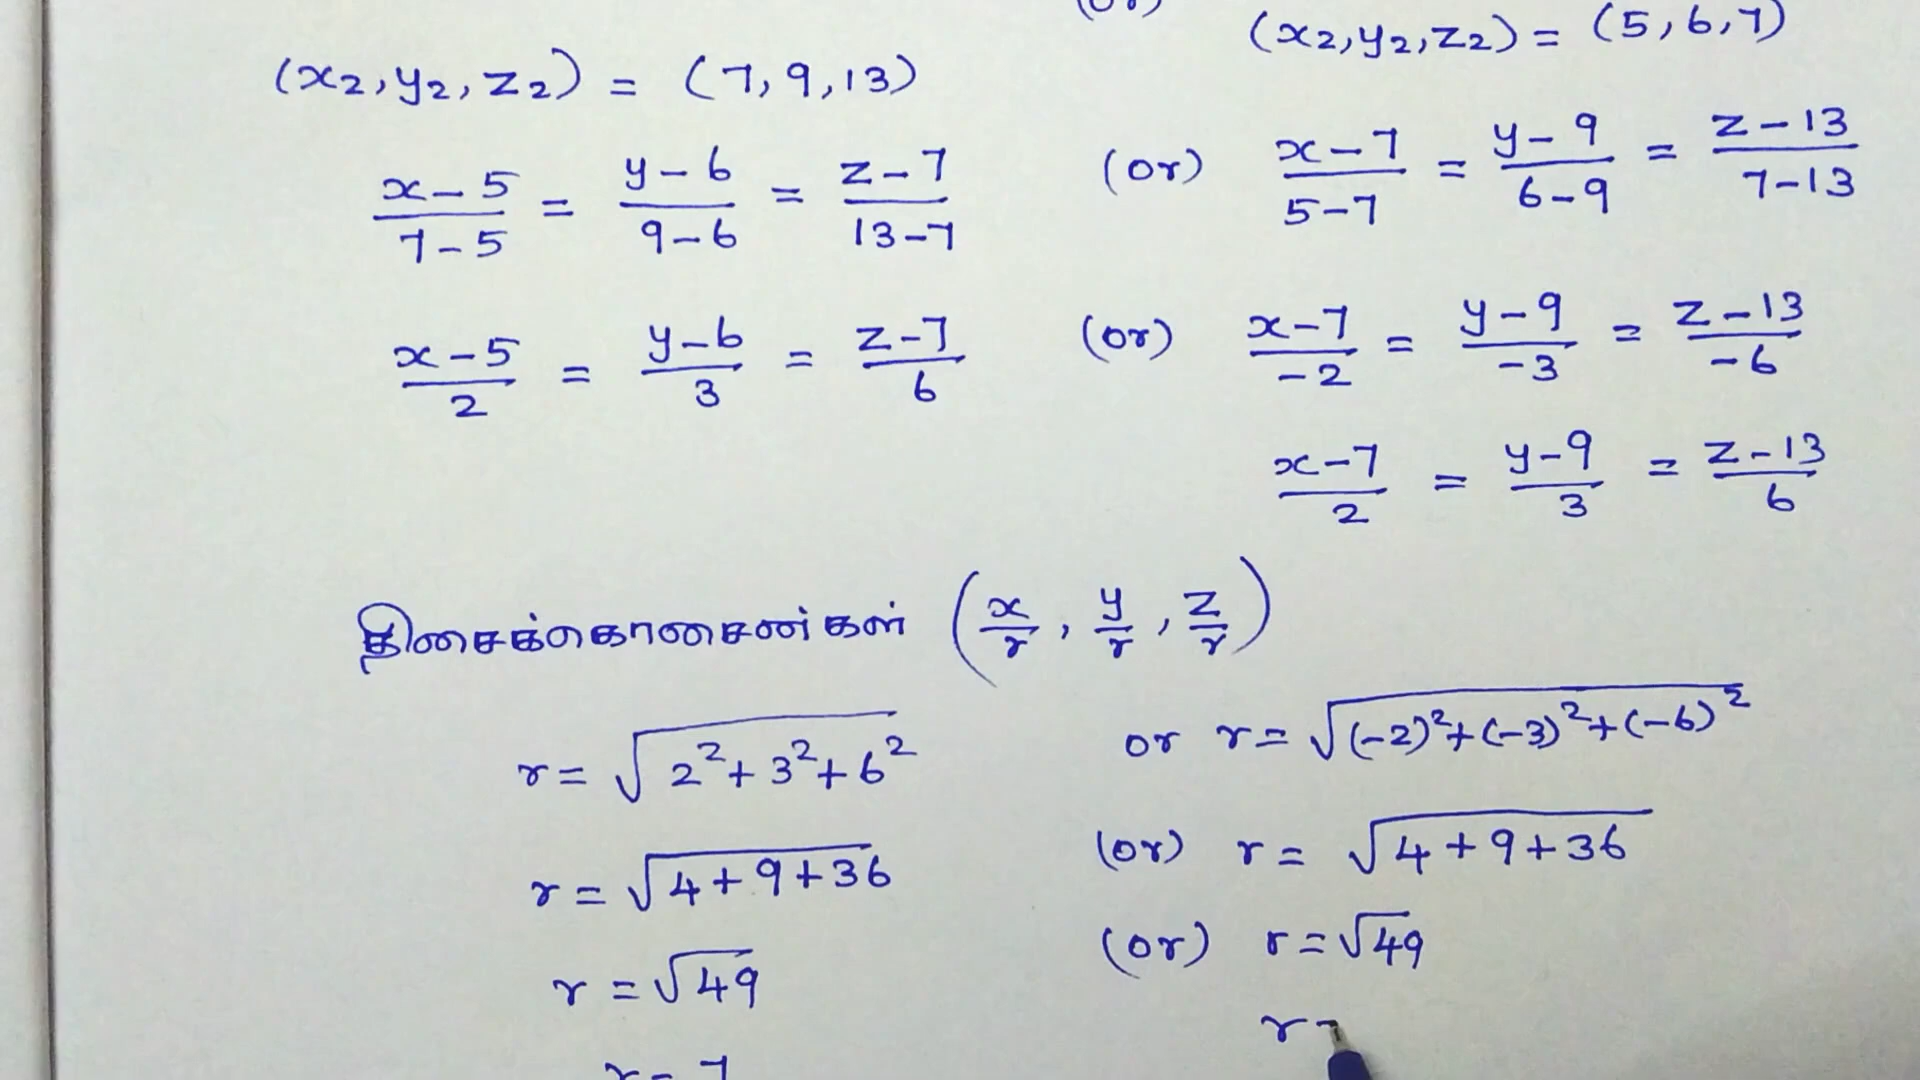 (x2, y2, z2) = (5, 6, 7)
(x2, y2, z2) = (7, 9, 13)
(x-5)/(7-5) = (y-6)/(9-6) = (z-7)/(13-7) (or) (x-7)/(5-7) = (y-9)/(6-9) = (z-13)/(7-13)
(x-5)/2 = (y-6)/3 = (z-7)/6 (or) (x-7)/-2 = (y-9)/-3 = (z-13)/-6
(x-7)/2 = (y-9)/3 = (z-13)/6
திசைக்கொசைன்கள் (x/r, y/r, z/r)
r = √(2²+3²+6²) or r = √((-2)²+(-3)²+(-6)²)
r = √(4+9+36) (or) r = √(4+9+36)
r = √49 (or) r = √49
r = 7 r =